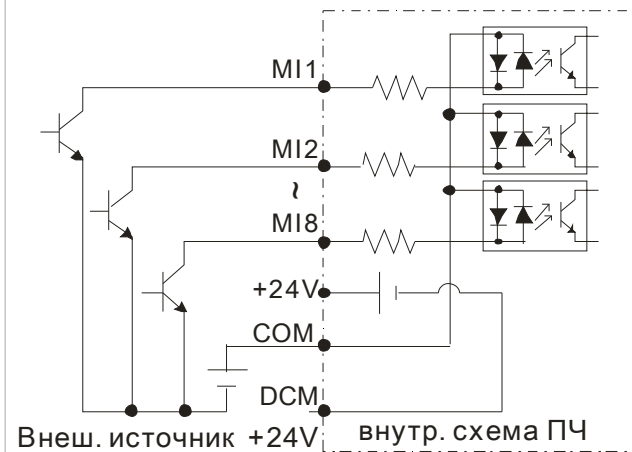 MI1
MI2
~
MI8
+24V
COM
DCM
Внеш. источник +24V
внутр. схема ПЧ